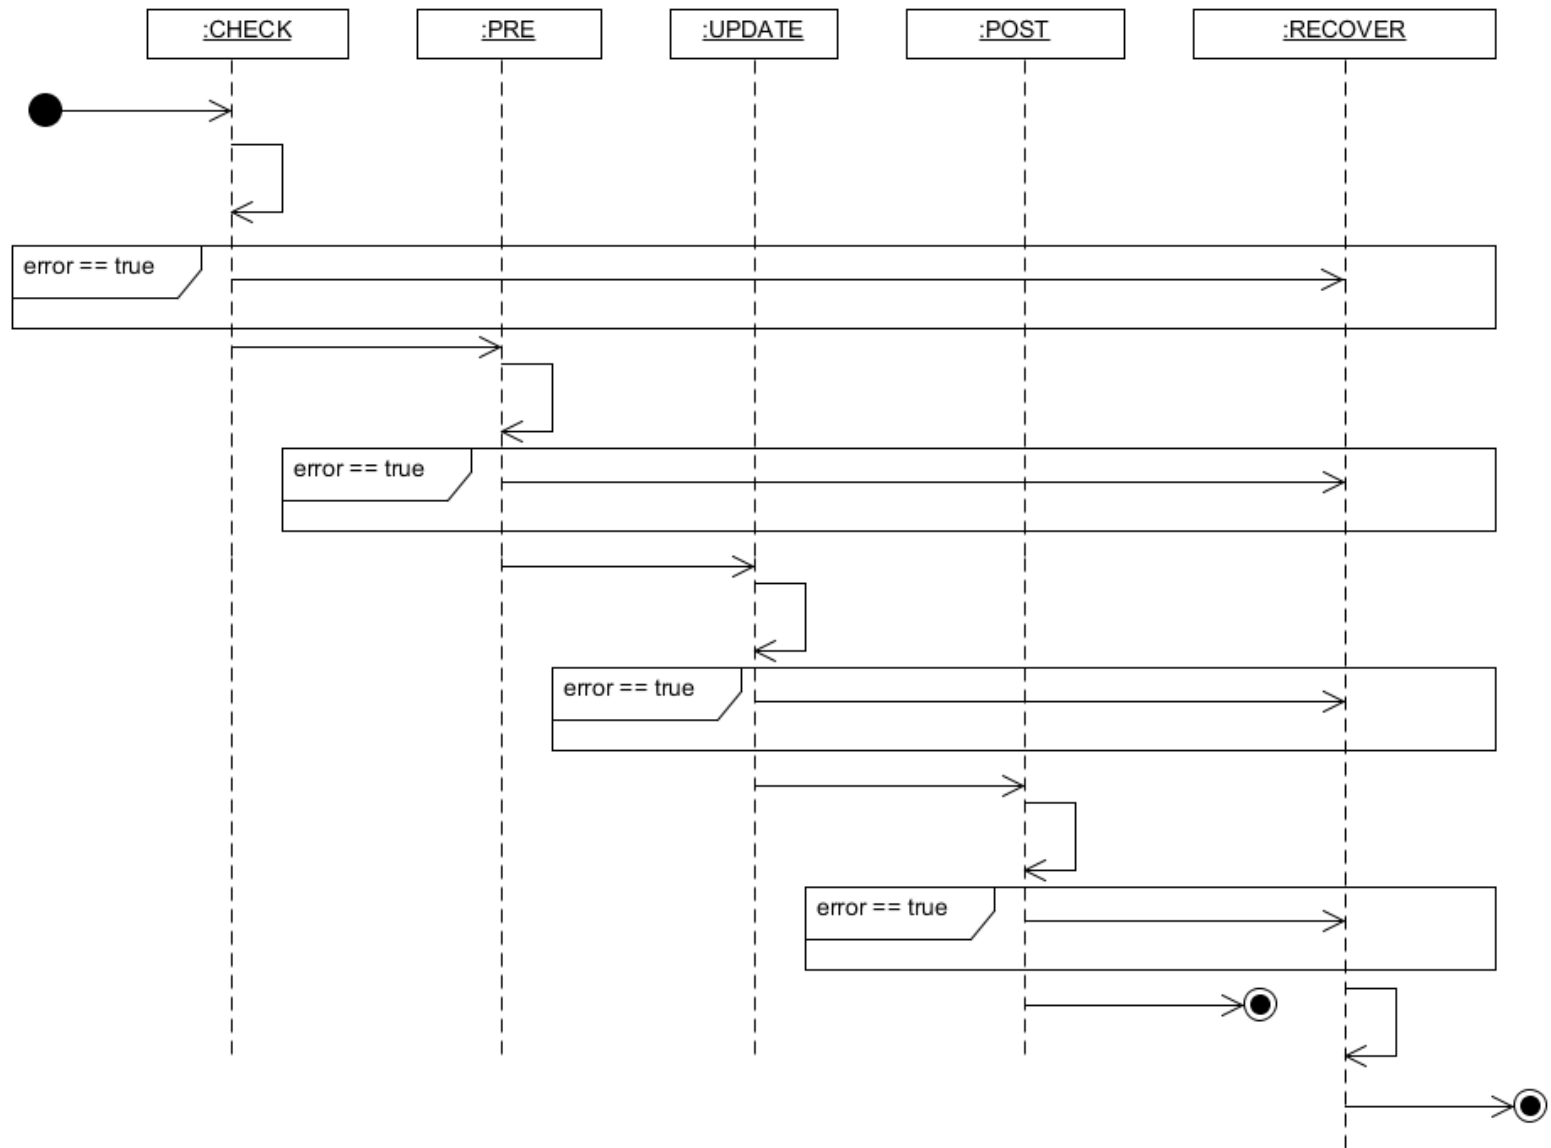 :CHECK
:PRE
:UPDATE
:POST
:RECOVER
error == true
error == true
error == true
error == true